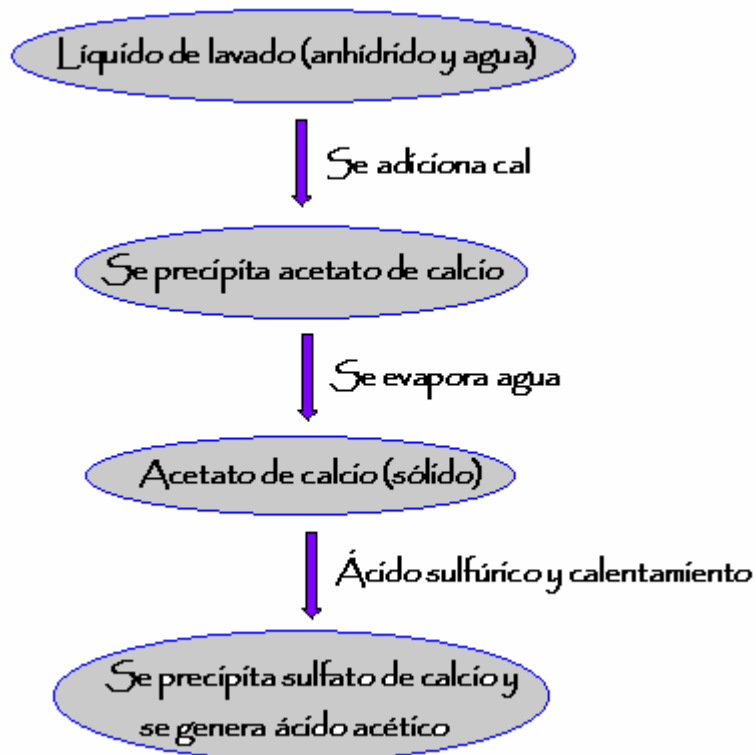 Líquido de lavado (anhídrido y agua)
Se adiciona cal
Se precipita acetato de calcio
Se evapora agua
Acetato de calcio (sólido)
Ácido sulfúrico y calentamiento
Se precipita sulfato de calcio y
se genera ácido acético